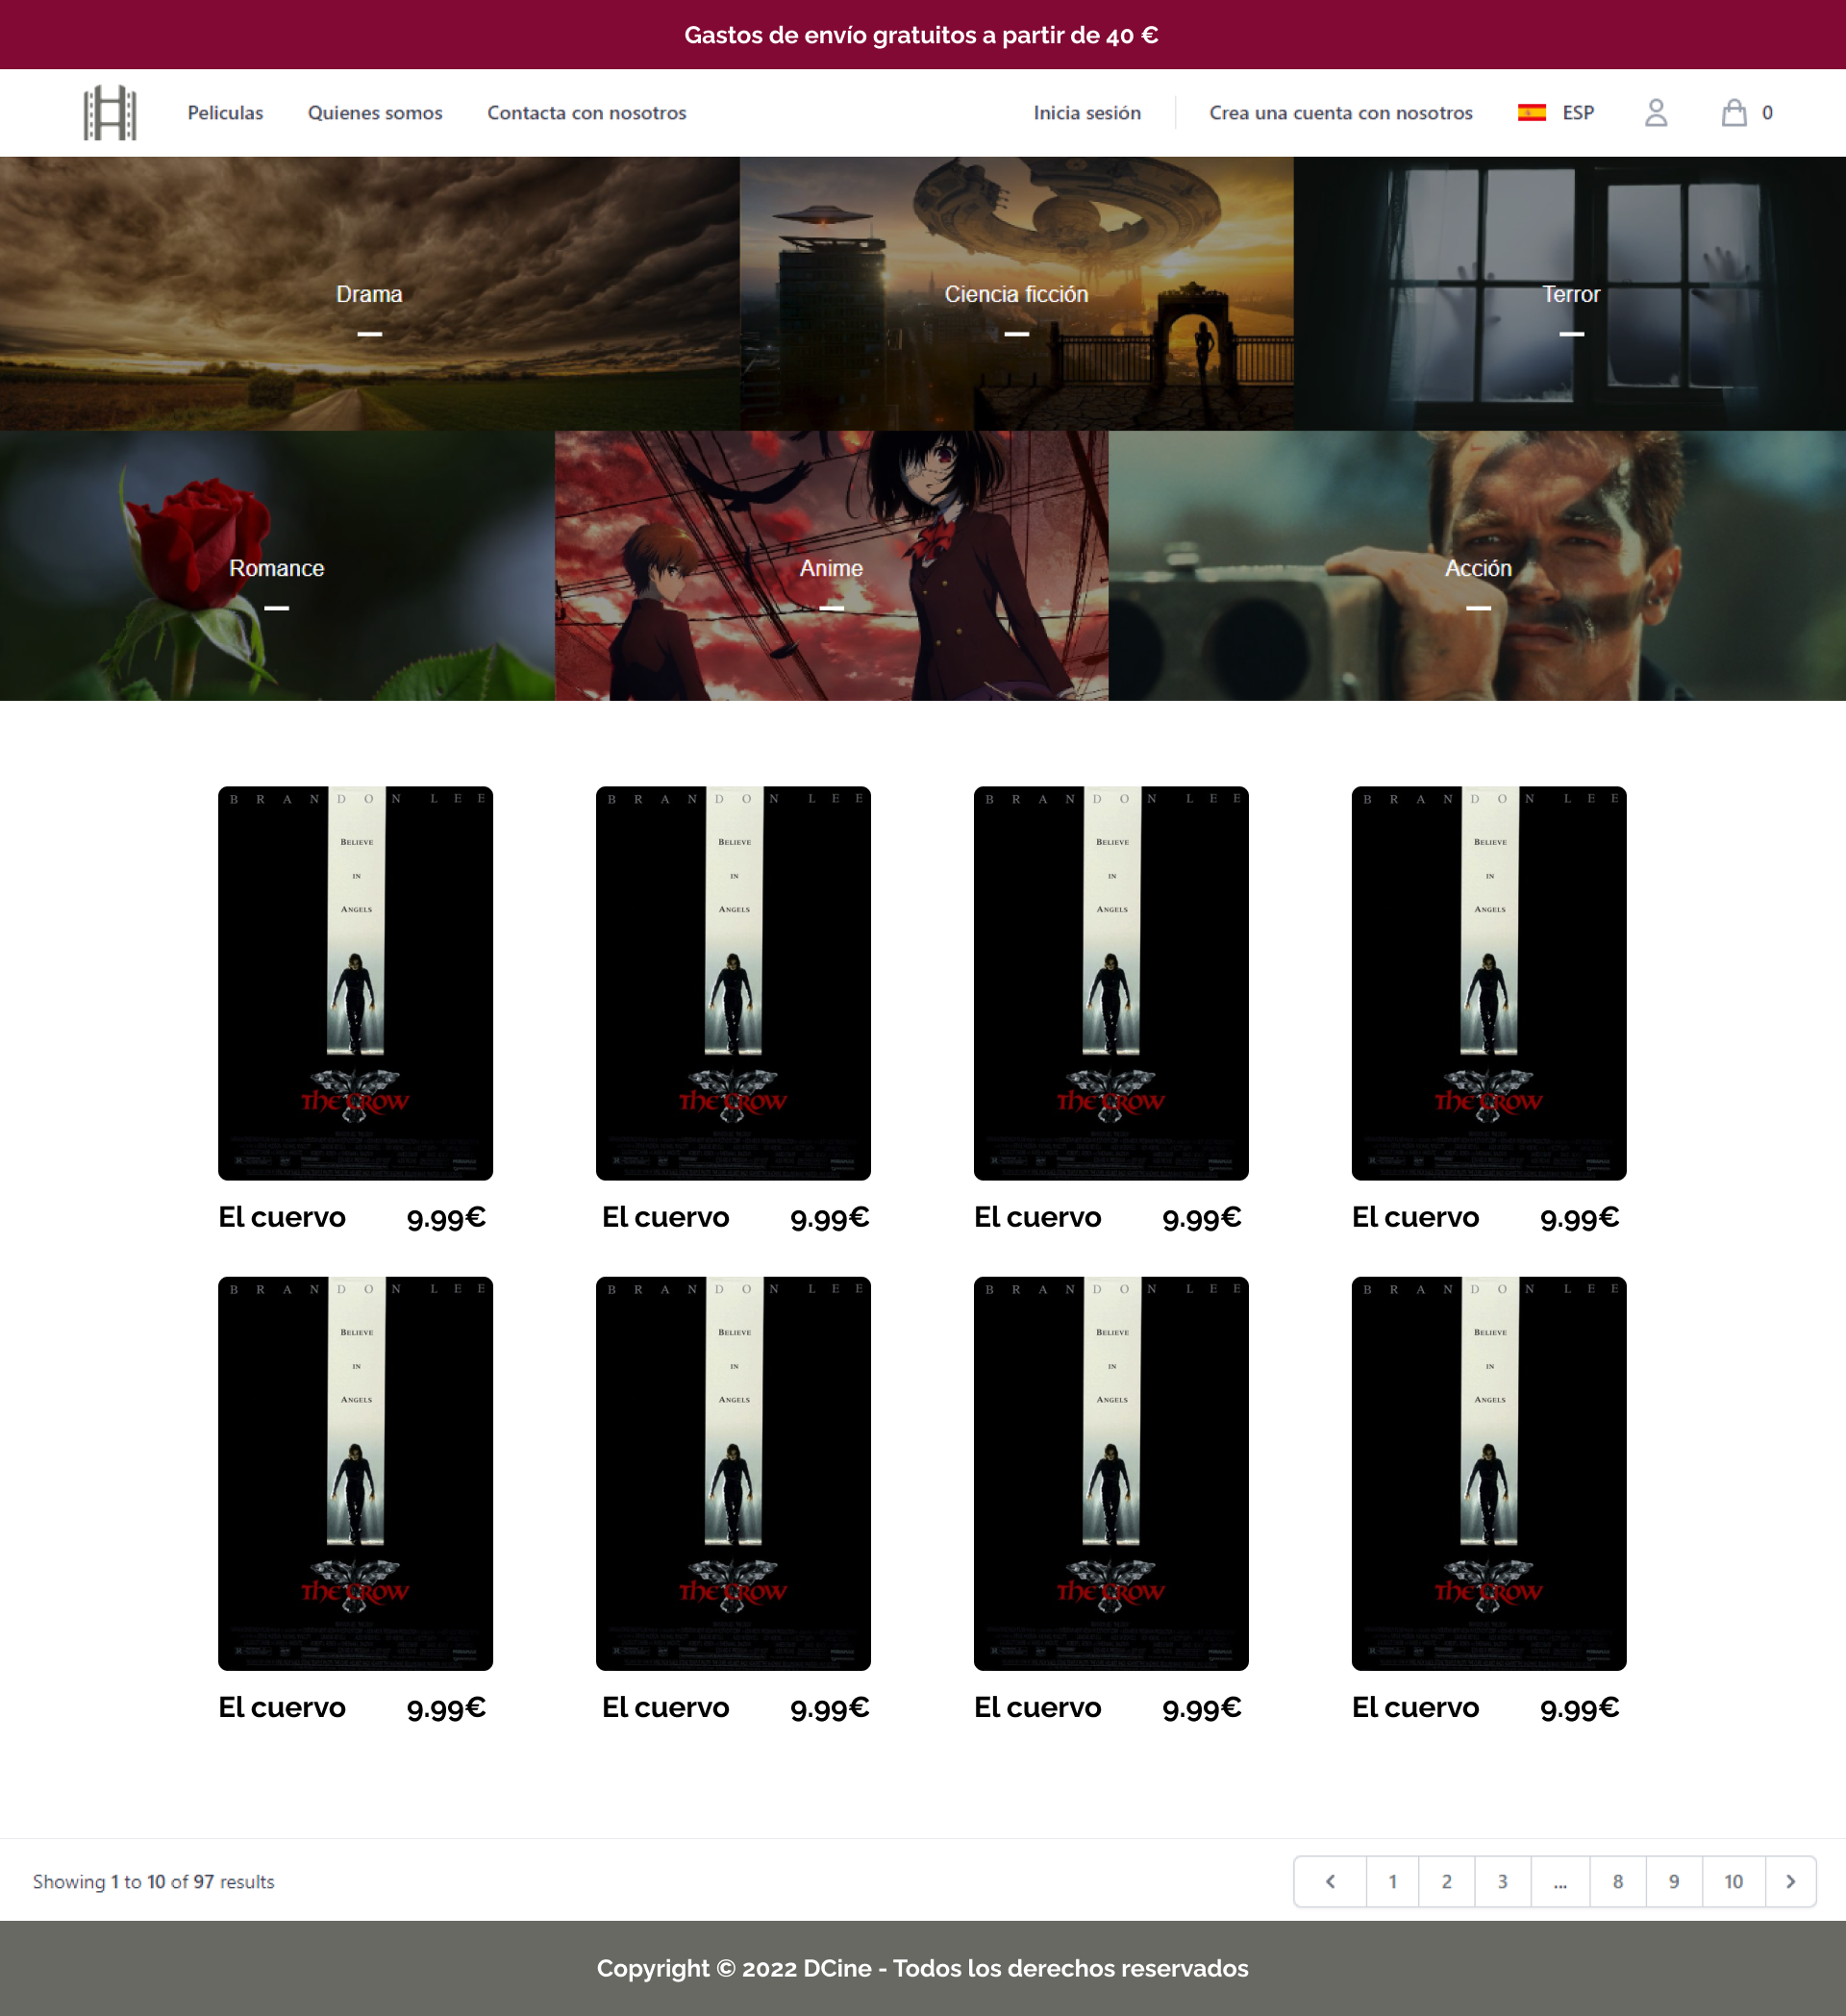 Gastos de envío gratuitos a partir de 40 €
Peliculas Quienes somos Contacta con nosotros Inicia sesión Crea una cuenta con nosotros ESP 0
Drama Ciencia ficción Terror
Romance Anime Acción
BRANDON LEE BRANDON LEE BRANDON LEE BRANDON LEE
BELIEVE BELIEVE BELIEVE BELIEVE
IN IN IN IN
ANGELS ANGELS ANGELS ANGELS
THE CROW THE CROW THE CROW THE CROW
El cuervo 9.99€ El cuervo 9.99€ El cuervo 9.99€ El cuervo 9.99€
BRANDON LEE BRANDON LEE BRANDON LEE BRANDON LEE
BELIEVE BELIEVE BELIEVE BELIEVE
IN IN IN IN
ANGELS ANGELS ANGELS ANGELS
THE CROW THE CROW THE CROW THE CROW
El cuervo 9.99€ El cuervo 9.99€ El cuervo 9.99€ El cuervo 9.99€
Showing 1 to 10 of 97 results 1 2 3 ... 8 9 10
Copyright © 2022 DCine - Todos los derechos reservados